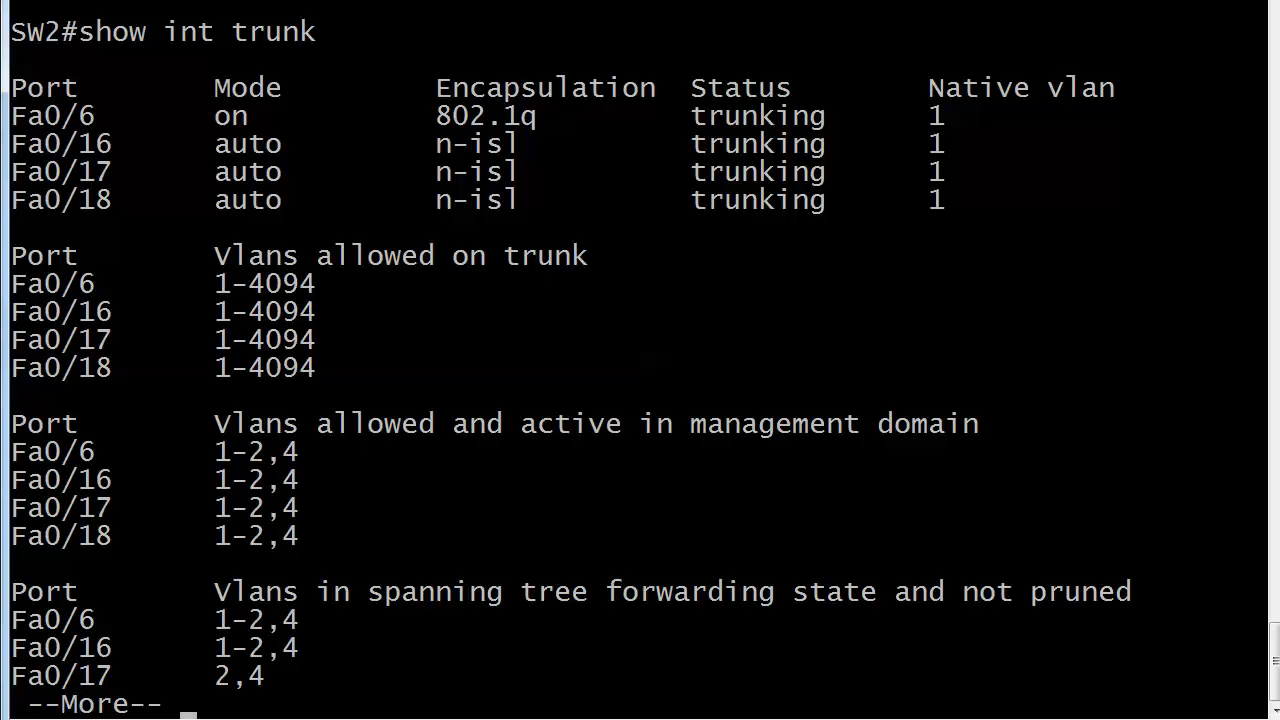 SW2#show int trunk
Port Mode Encapsulation Status Native vlan
Fa0/6 on 802.1q trunking 1
Fa0/16 auto n-isl trunking 1
Fa0/17 auto n-isl trunking 1
Fa0/18 auto n-isl trunking 1
Port Vlans allowed on trunk
Fa0/6 1-4094
Fa0/16 1-4094
Fa0/17 1-4094
Fa0/18 1-4094
Port Vlans allowed and active in management domain
Fa0/6 1-2,4
Fa0/16 1-2,4
Fa0/17 1-2,4
Fa0/18 1-2,4
Port Vlans in spanning tree forwarding state and not pruned
Fa0/6 1-2,4
Fa0/16 1-2,4
Fa0/17 2,4
--More--